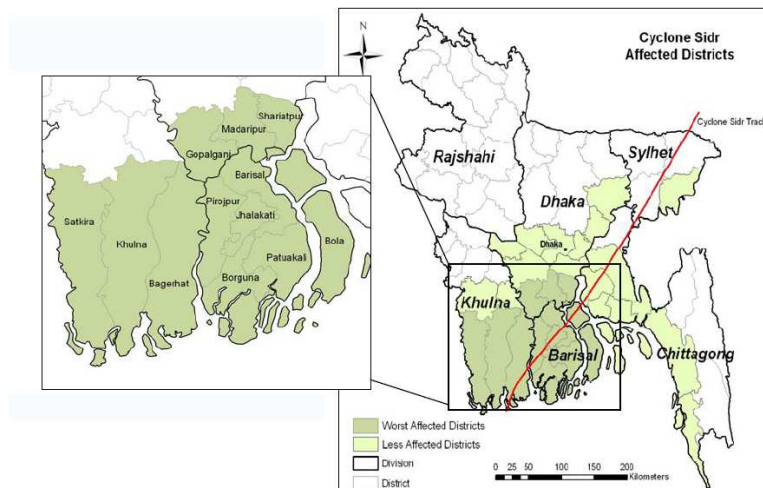 N
Cyclone Sidr
Affected Districts
Cyclone Sidr Track
Rajshahi
Sylhet
Dhaka
Dhaka
Khulna
Barisal
Chittagong
Shariatpur
Madaripur
Gopalganj
Barisal
Pirojpur
Jhalakati
Satkira
Khulna
Bola
Patuakali
Bagerhat
Borguna
Worst Affected Districts
Less Affected Districts
Division
District
0 25 50 100 150 200
Kilometers